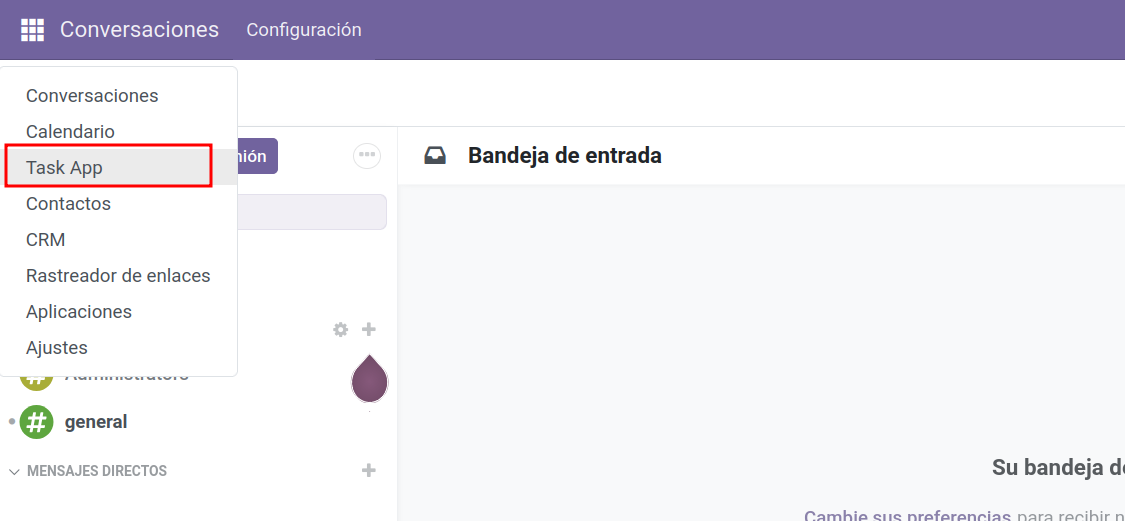 Conversaciones Configuración
Conversaciones
Calendario
Task App
Contactos
CRM
Rastreador de enlaces
Aplicaciones
Ajustes
nión
Bandeja de entrada
general
MENSAJES DIRECTOS
Su bandeja
Cambie sus preferencias para recibir